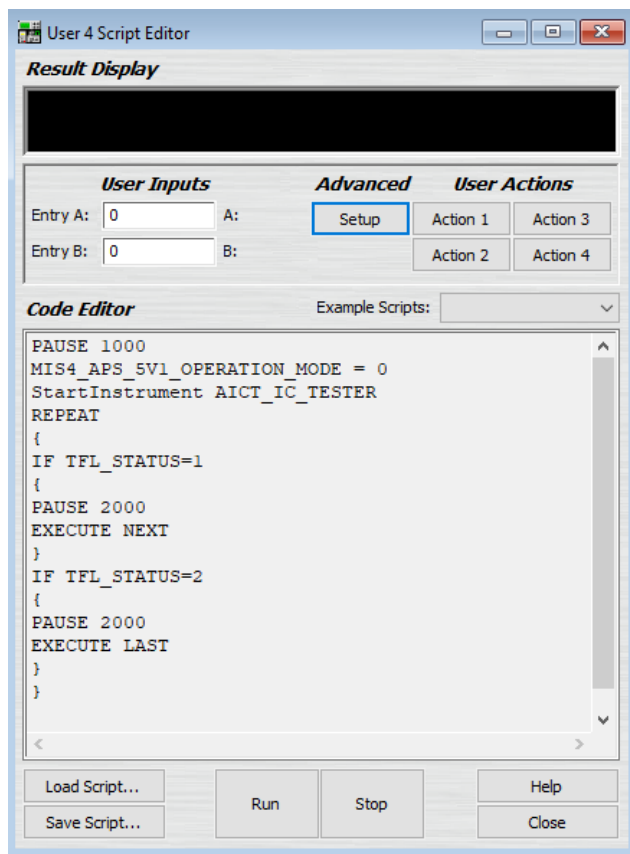 User 4 Script Editor
Result Display
User Inputs Advanced User Actions
Entry A: 0 A: Setup Action 1 Action 3
Entry B: 0 B: Action 2 Action 4
Code Editor Example Scripts:
PAUSE 1000
MIS4_APS_5V1_OPERATION_MODE = 0
StartInstrument AICT_IC_TESTER
REPEAT
{
IF TFL_STATUS=1
{
PAUSE 2000
EXECUTE NEXT
}
IF TFL_STATUS=2
{
PAUSE 2000
EXECUTE LAST
}
}
Load Script... Run Stop Help
Save Script... Close